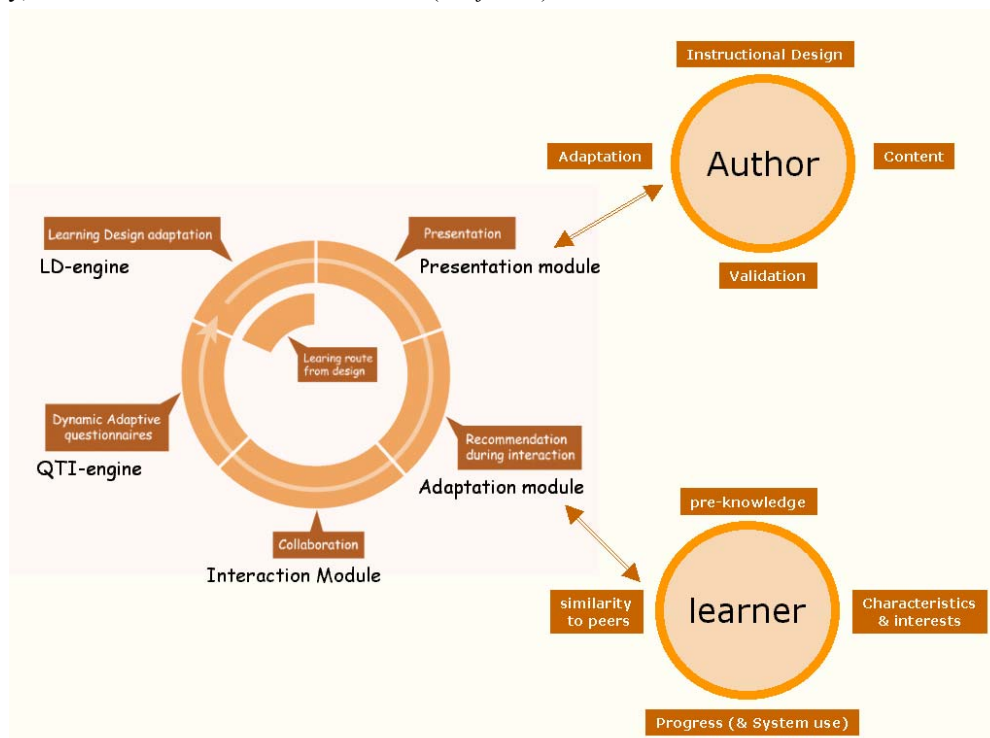 Instructional Design
Adaptation
Author
Content
Validation
Learning Design adaptation
LD-engine
Presentation
Presentation module
Learing route
from design
Dynamic Adaptive
questionnaires
QTI-engine
Recommendation
during interaction
Adaptation module
Collaboration
Interaction Module
pre-knowledge
similarity
to peers
learner
Characteristics
& interests
Progress (& System use)